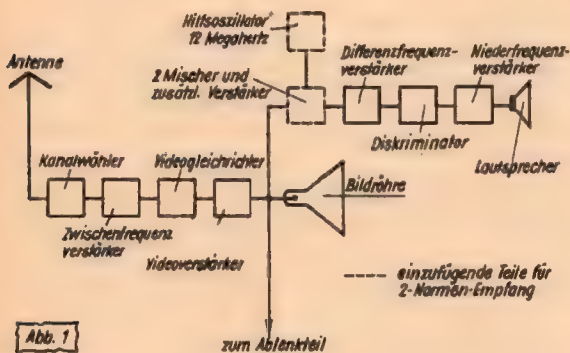 Hilfsoszillator
12 Megahertz
Antenne
2 Mischer und
zusätzl. Verstärker
Differenzfrequenz-
verstärker
Niederfrequenz-
verstärker
Diskriminator
Lautsprecher
Kanalwähler
Videogleichrichter
Bildröhre
Zwischenfrequenz
verstärker
Videoverstärker
einzufügende Teile für
2-Normen-Empfang
Abb. 1
zum Ablenkteil